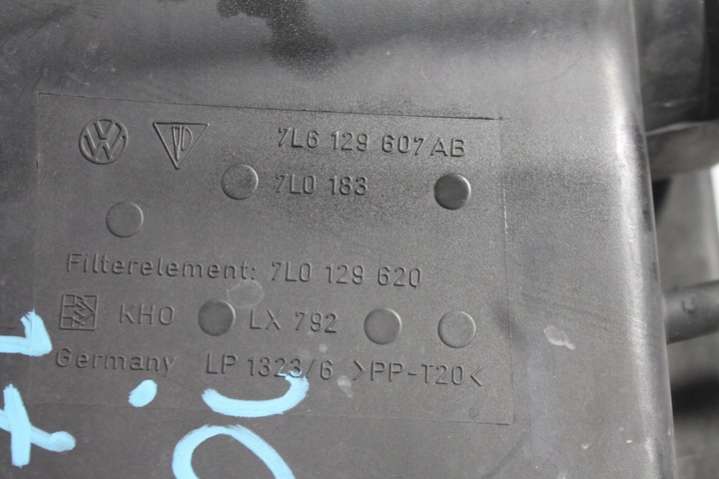 VW 7L6 129 607 AB
7L0 183
Filterelement: 7L0 129 620
KHO LX 792
Germany LP 1323/6 >PP-T20<